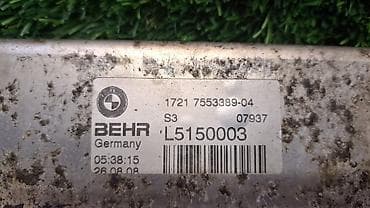 1721 7553389-04
S3 07937
BEHR L5150003
Germany
05:38:15
26.08.08